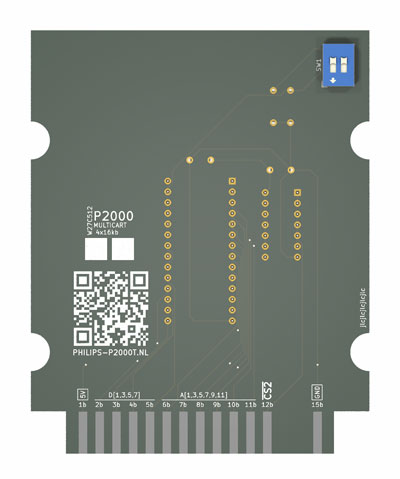 SW1
W27C512
P2000
MULTICART
4x16kb
PHILIPS-P2000T.NL
jlcjlcjlcjlcjlc
5V
D[1,3,5,7]
A[1,3,5,7,9,11]
CS2
GND
1b 2b 3b 4b 5b 6b 7b 8b 9b 10b 11b 12b 15b